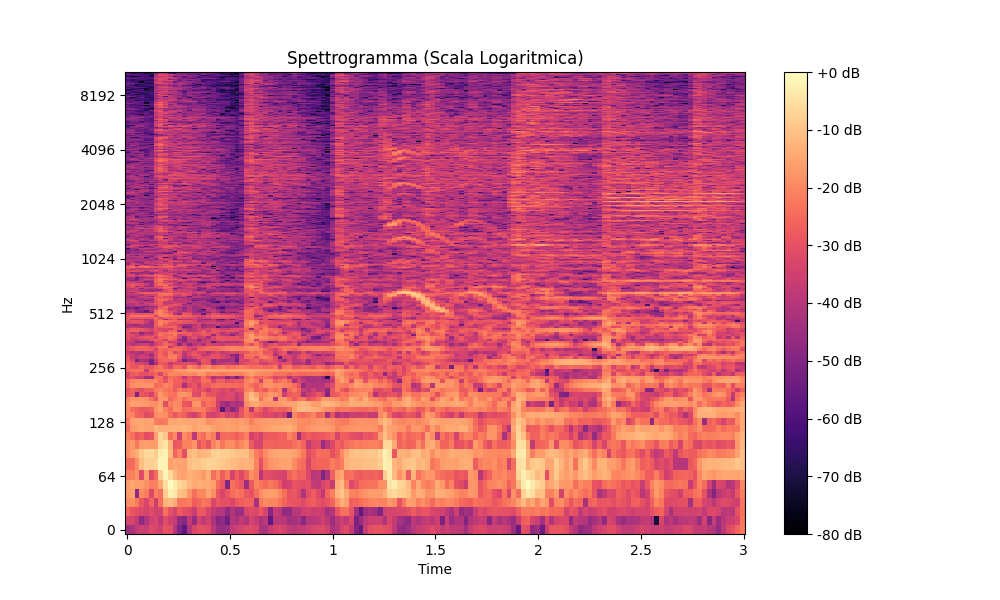 Spettrogramma (Scala Logaritmica)
Hz
8192
4096
2048
1024
512
256
128
64
0
0
0.5
1
1.5
2
2.5
3
Time
+0 dB
-10 dB
-20 dB
-30 dB
-40 dB
-50 dB
-60 dB
-70 dB
-80 dB